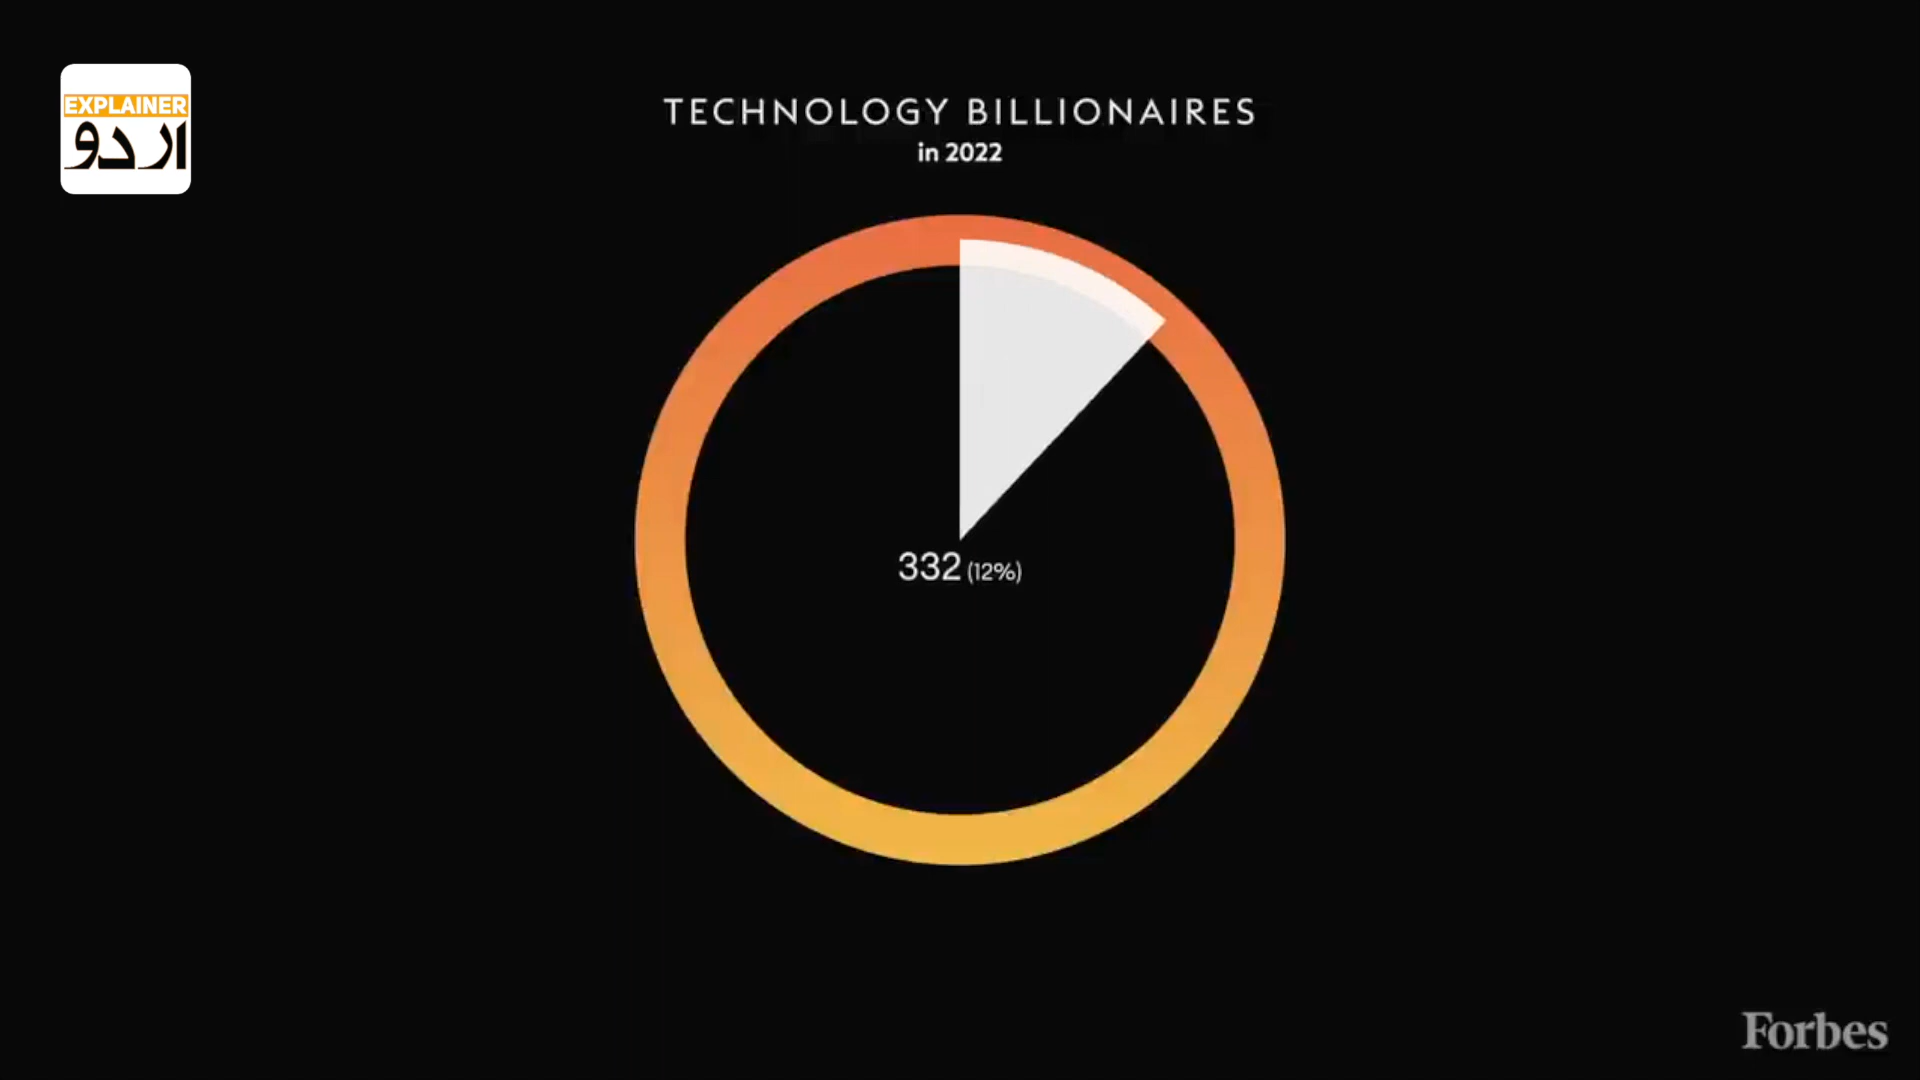 EXPLAINER
اردو
TECHNOLOGY BILLIONAIRES
in 2022
332 (12%)
Forbes